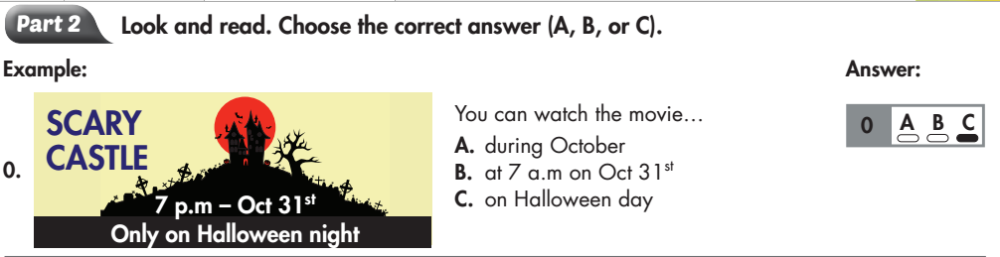 Part 2 Look and read. Choose the correct answer (A, B, or C).
Example: Answer:
0.
SCARY
CASTLE
7 p.m – Oct 31st
Only on Halloween night
You can watch the movie…
A. during October
B. at 7 a.m on Oct 31st
C. on Halloween day
0 A B C